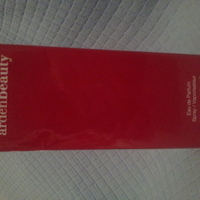 ardenbeauty
Eau de Parfum
Spray / Vaporisateur